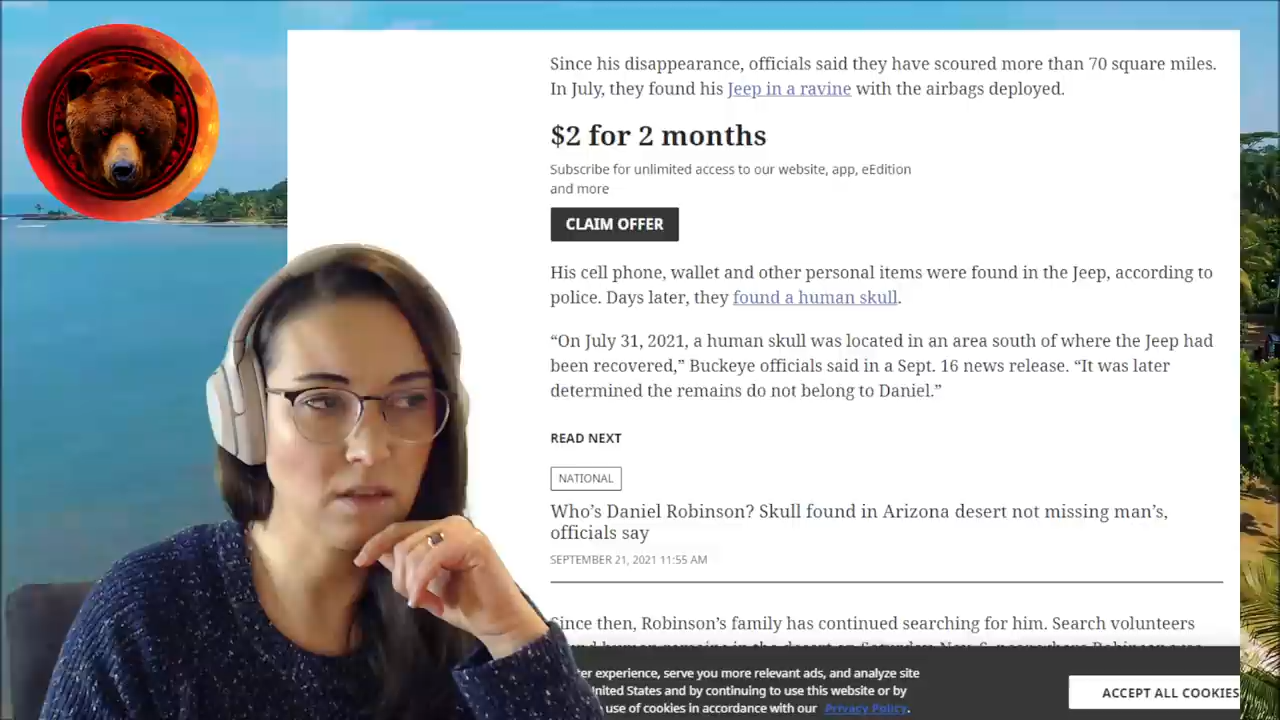 Since his disappearance, officials said they have scoured more than 70 square miles.
In July, they found his Jeep in a ravine with the airbags deployed.
$2 for 2 months
Subscribe for unlimited access to our website, app, eEdition
and more
CLAIM OFFER
His cell phone, wallet and other personal items were found in the Jeep, according to
police. Days later, they found a human skull.
“On July 31, 2021, a human skull was located in an area south of where the Jeep had
been recovered,” Buckeye officials said in a Sept. 16 news release. “It was later
determined the remains do not belong to Daniel.”
READ NEXT
NATIONAL
Who’s Daniel Robinson? Skull found in Arizona desert not missing man’s,
officials say
SEPTEMBER 21, 2021 11:55 AM
Since then, Robinson’s family has continued searching for him. Search volunteers
experience, serve you more relevant ads, and analyze site
United States and by continuing to use this website or by
use of cookies in accordance with our Privacy Policy.
ACCEPT ALL COOKIES